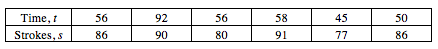 Time, t 56 92 56 58 45 50
Strokes, s 86 90 80 91 77 86